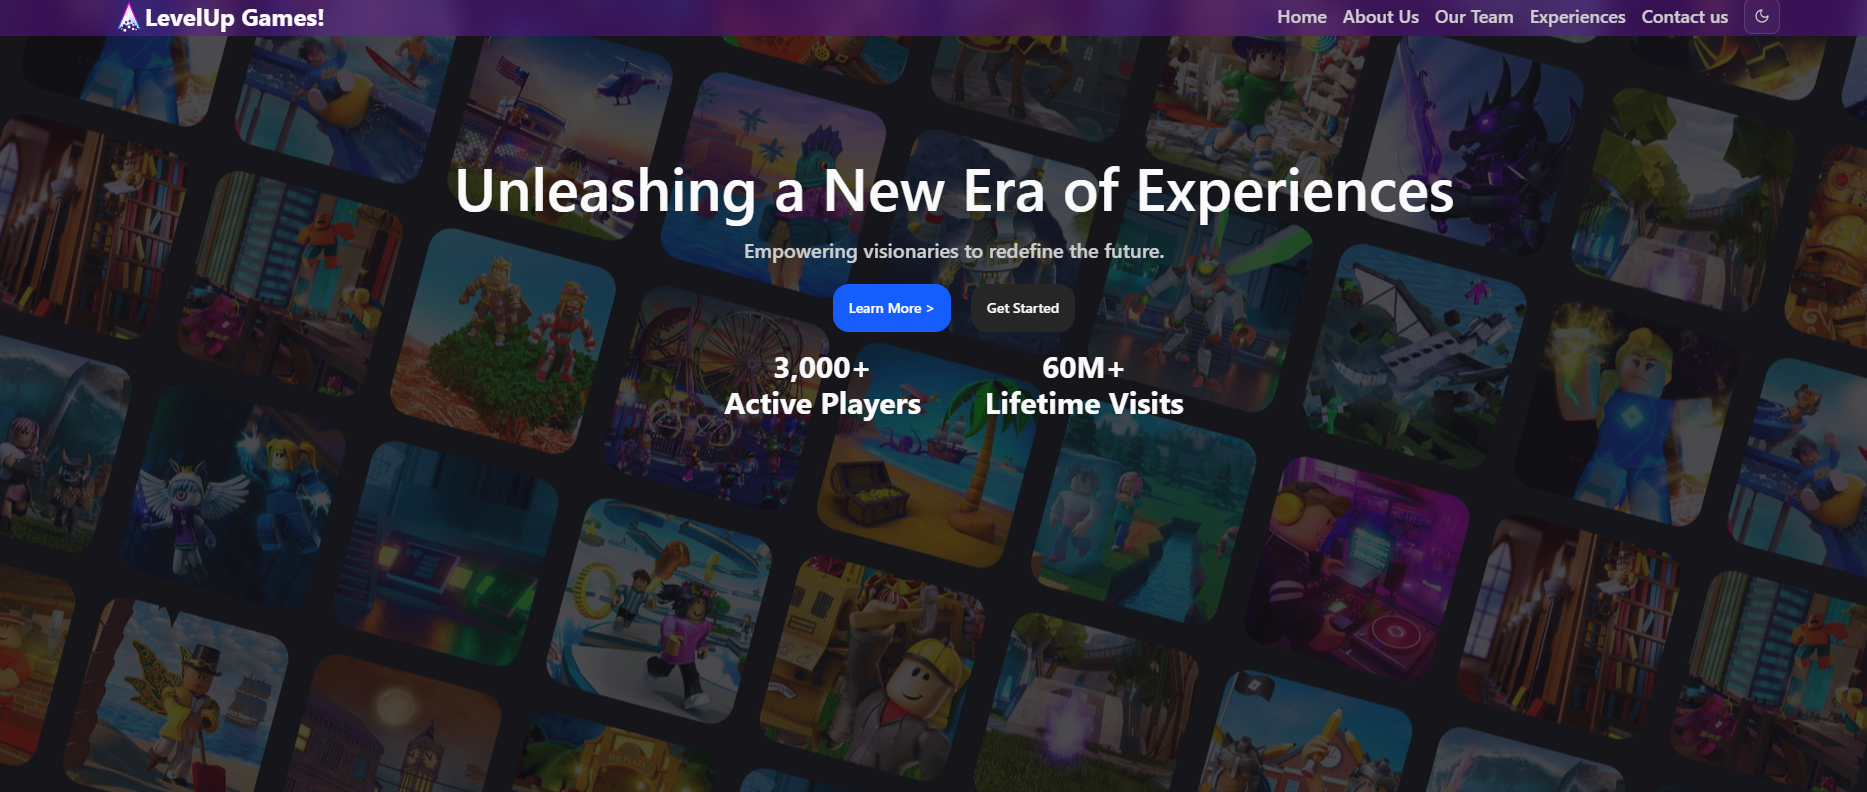 LevelUp Games!
Home About Us Our Team Experiences Contact us
Unleashing a New Era of Experiences
Empowering visionaries to redefine the future.
Learn More > Get Started
3,000+ 60M+
Active Players Lifetime Visits